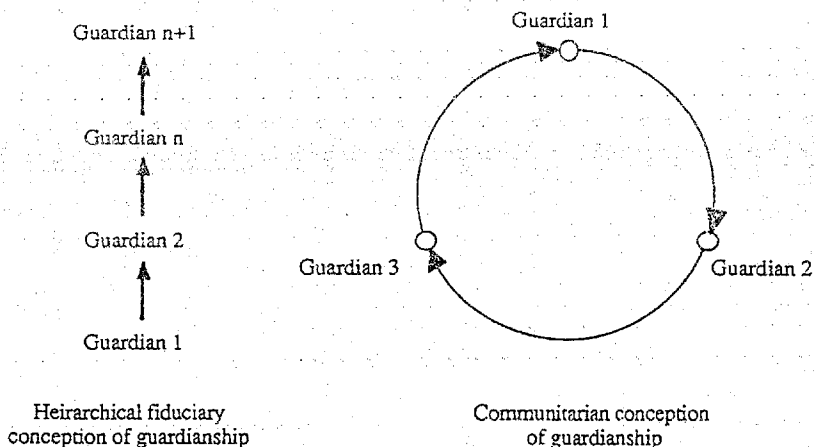 Guardian n+1
Guardian n
Guardian 2
Guardian 1
Heirarchical fiduciary
conception of guardianship
Guardian 1
Guardian 3
Guardian 2
Communitarian conception
of guardianship